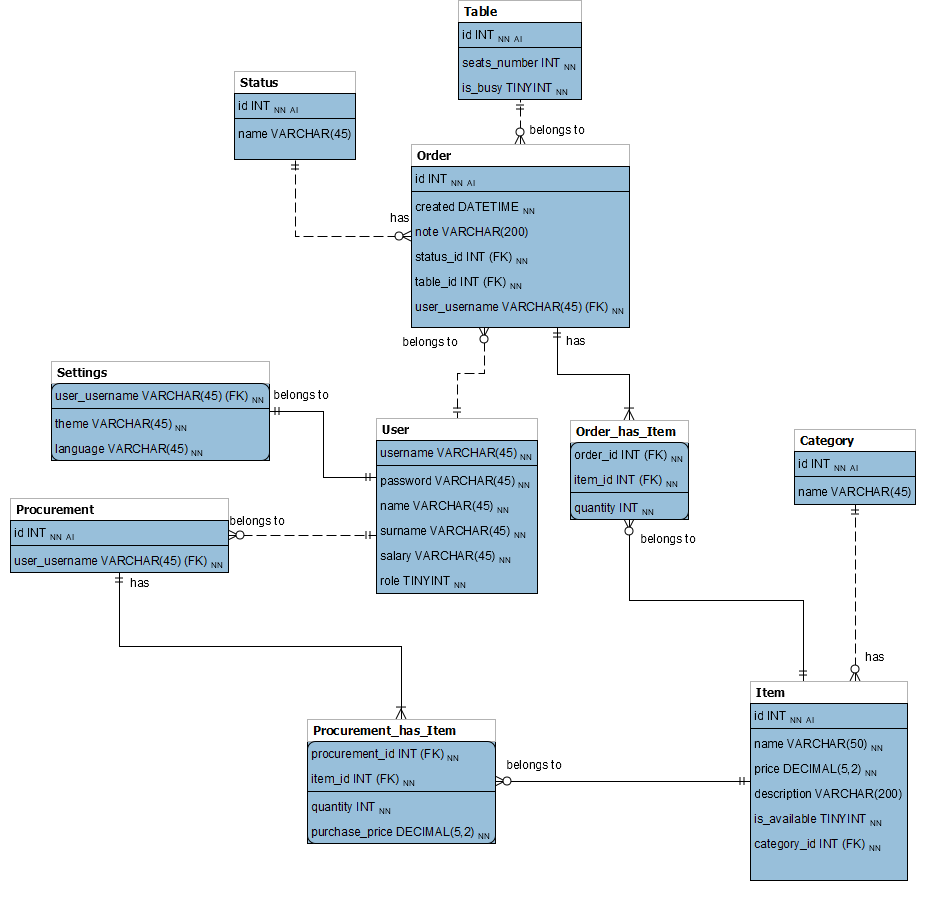 Table
id INT NN AI
seats_number INT NN
is_busy TINYINT NN
belongs to
Status
id INT NN AI
name VARCHAR(45)
has
Order
id INT NN AI
created DATETIME NN
note VARCHAR(200)
status_id INT (FK) NN
table_id INT (FK) NN
user_username VARCHAR(45) (FK) NN
belongs to
has
Settings
user_username VARCHAR(45) (FK) NN
theme VARCHAR(45) NN
language VARCHAR(45) NN
belongs to
User
username VARCHAR(45) NN
password VARCHAR(45) NN
name VARCHAR(45) NN
surname VARCHAR(45) NN
salary VARCHAR(45) NN
role TINYINT NN
Order_has_Item
order_id INT (FK) NN
item_id INT (FK) NN
quantity INT NN
belongs to
Category
id INT NN AI
name VARCHAR(45)
has
Procurement
id INT NN AI
user_username VARCHAR(45) (FK) NN
belongs to
has
Procurement_has_Item
procurement_id INT (FK) NN
item_id INT (FK) NN
quantity INT NN
purchase_price DECIMAL(5,2) NN
belongs to
Item
id INT NN AI
name VARCHAR(50) NN
price DECIMAL(5,2) NN
description VARCHAR(200)
is_available TINYINT NN
category_id INT (FK) NN